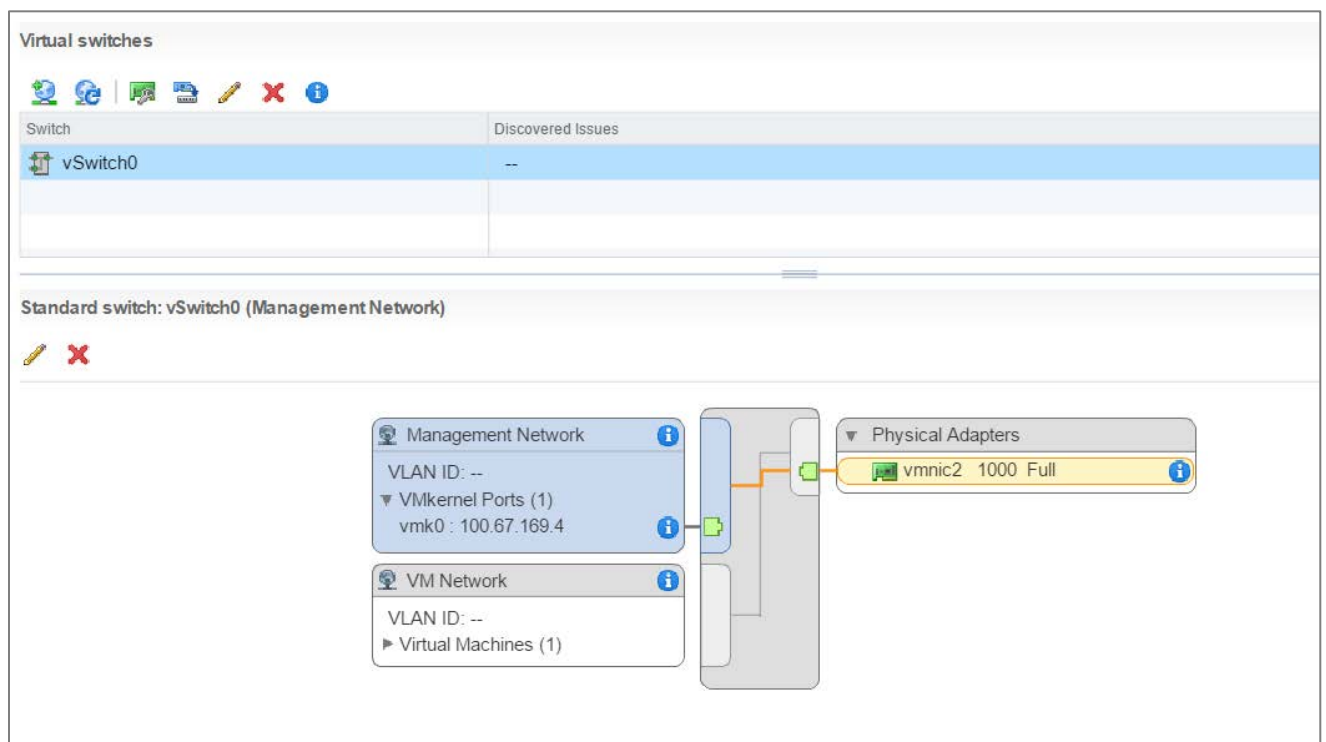 Virtual switches
Switch Discovered Issues
vSwitch0 --
Standard switch: vSwitch0 (Management Network)
Management Network
VLAN ID: --
VMkernel Ports (1)
vmk0 : 100.67.169.4
VM Network
VLAN ID: --
Virtual Machines (1)
Physical Adapters
vmnic2 1000 Full